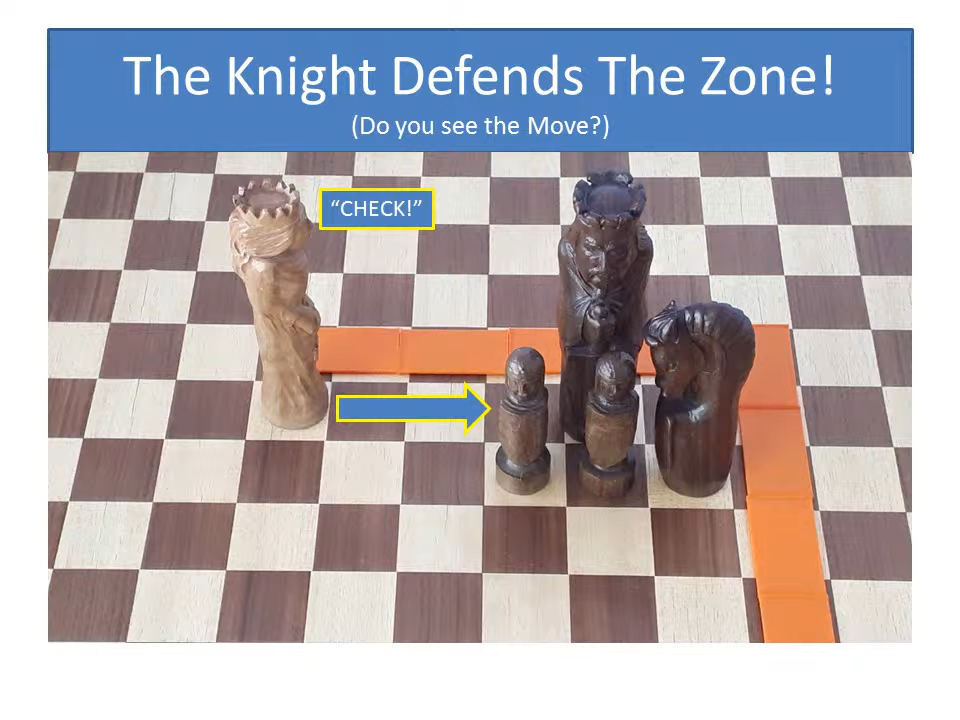 The Knight Defends The Zone!
(Do you see the Move?)
“CHECK!”